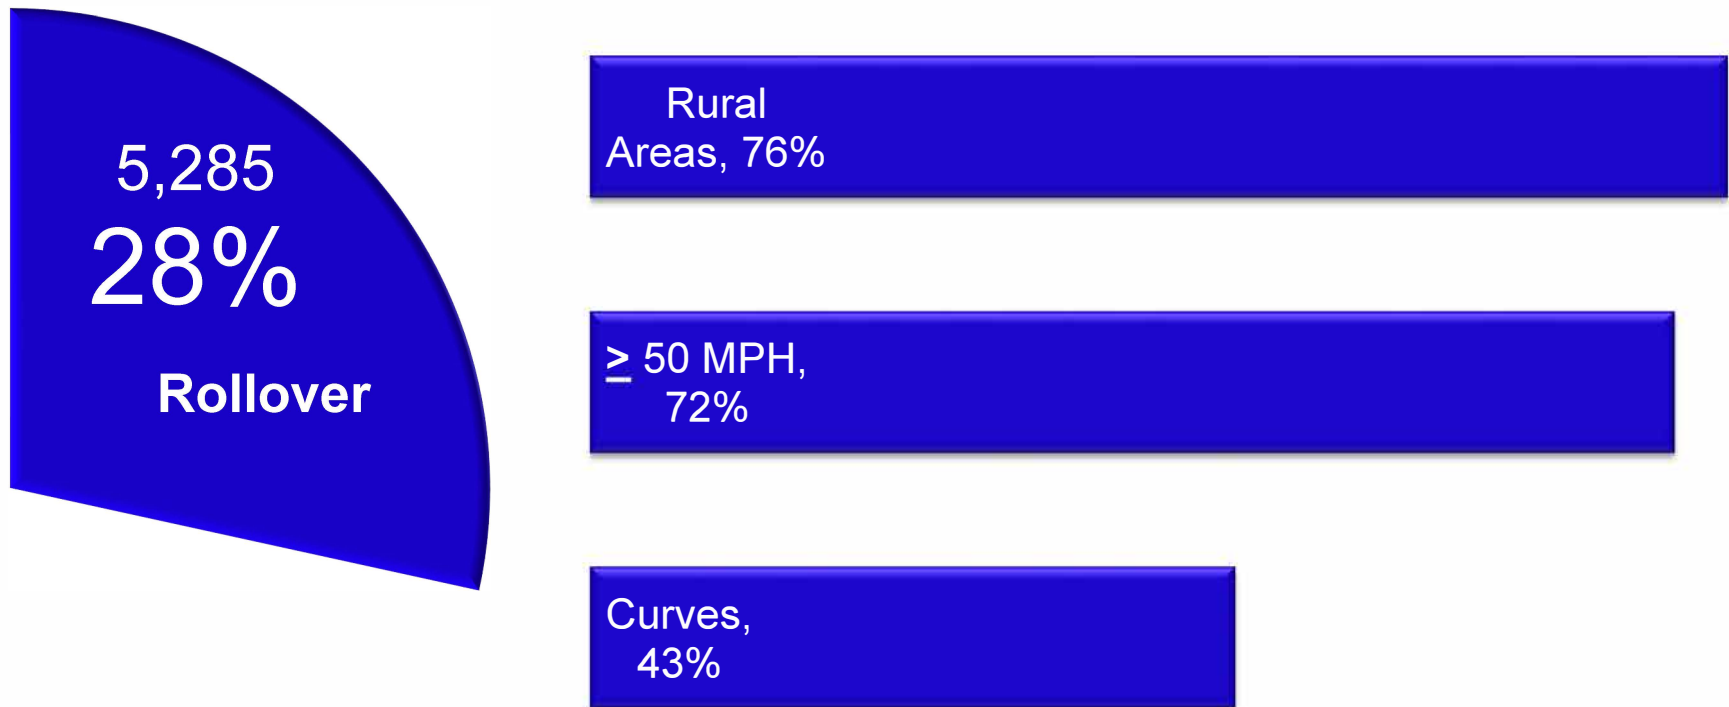 5,285
28%
Rollover
Rural
Areas, 76%
≥ 50 MPH,
72%
Curves,
43%